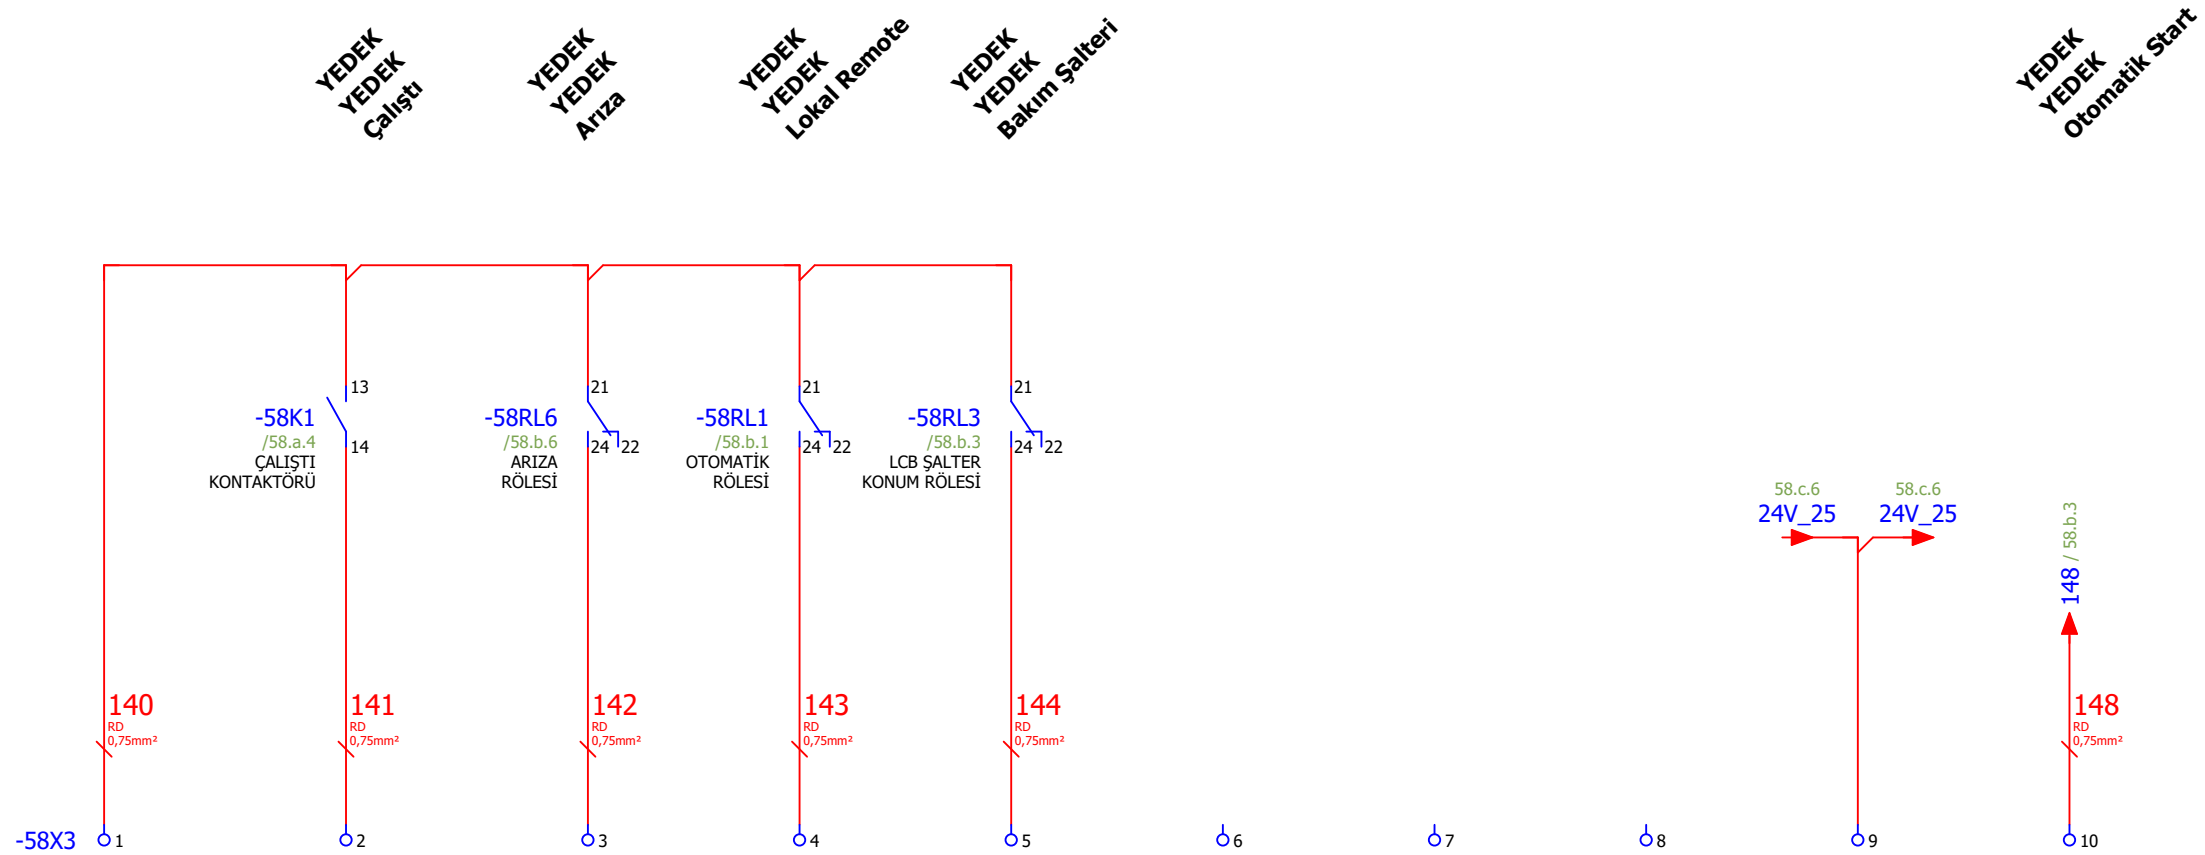 YEDEK
YEDEK
Çalıştı
YEDEK
YEDEK
Arıza
YEDEK
YEDEK
Lokal Remote
YEDEK
YEDEK
Bakım Şalteri
YEDEK
YEDEK
Otomatik Start
13
-58K1
/58.a.4
14
ÇALIŞTI
KONTAKTÖRÜ
21
-58RL6
/58.b.6
24 22
ARIZA
RÖLESİ
21
-58RL1
/58.b.1
24 22
OTOMATİK
RÖLESİ
21
-58RL3
/58.b.3
24 22
LCB ŞALTER
KONUM RÖLESİ
58.c.6
24V_25
58.c.6
24V_25
148 / 58.b.3
140
RD
0,75mm²
141
RD
0,75mm²
142
RD
0,75mm²
143
RD
0,75mm²
144
RD
0,75mm²
148
RD
0,75mm²
-58X3 1 2 3 4 5 6 7 8 9 10